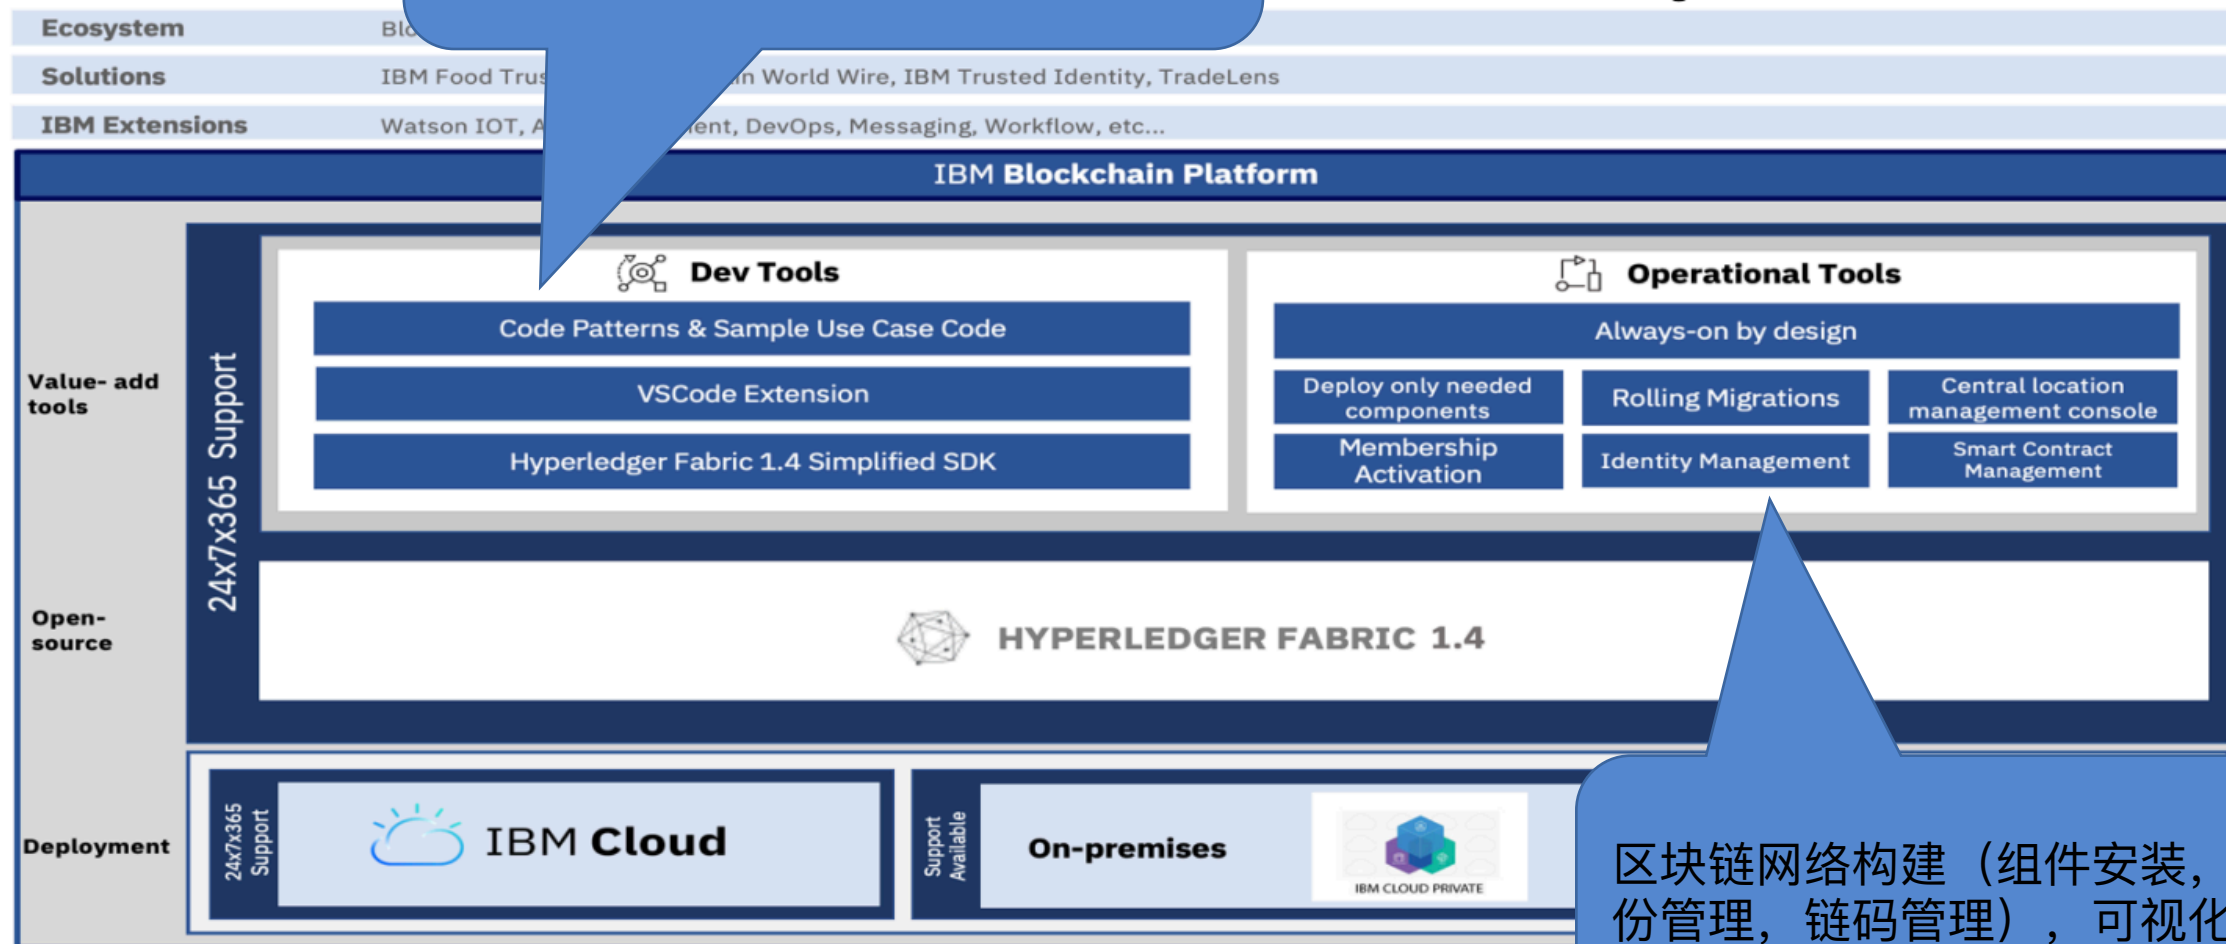 Ecosystem
Solutions IBM Food World Wire, IBM Trusted Identity, TradeLens
IBM Extensions Watson IOT, DevOps, Messaging, Workflow, etc...
IBM Blockchain Platform
Value- add
tools
24x7x365 Support
Dev Tools
Code Patterns & Sample Use Case Code
VSCode Extension
Hyperledger Fabric 1.4 Simplified SDK
Operational Tools
Always-on by design
Deploy only needed
components
Rolling Migrations
Central location
management console
Membership
Activation
Identity Management
Smart Contract
Management
Open-
source
HYPERLEDGER FABRIC 1.4
Deployment
24x7x365
Support
IBM Cloud
Support
Available
On-premises
IBM CLOUD PRIVATE
区块链网络构建（组件安装，
份管理，链码管理），可视化